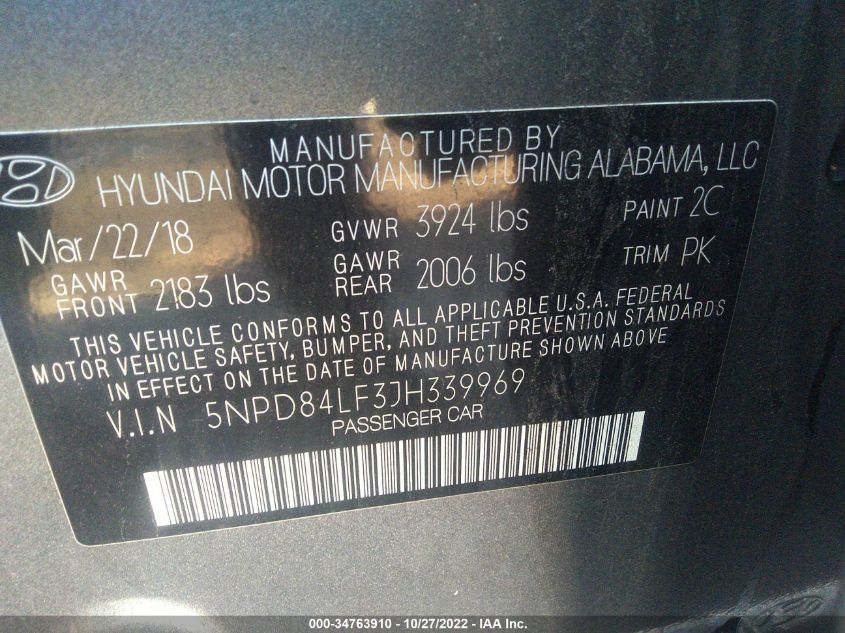 MANUFACTURED BY
HYUNDAI MOTOR MANUFACTURING ALABAMA, LLC
Mar/22/18 GVWR 3924 lbs PAINT 2C
GAWR FRONT 2183 lbs GAWR REAR 2006 lbs TRIM PK
THIS VEHICLE CONFORMS TO ALL APPLICABLE U.S.A. FEDERAL
MOTOR VEHICLE SAFETY, BUMPER, AND THEFT PREVENTION STANDARDS
IN EFFECT ON THE DATE OF MANUFACTURE SHOWN ABOVE
V.I.N 5NPD84LF3JH339969
PASSENGER CAR
000-34763910 - 10/27/2022 - IAA Inc.